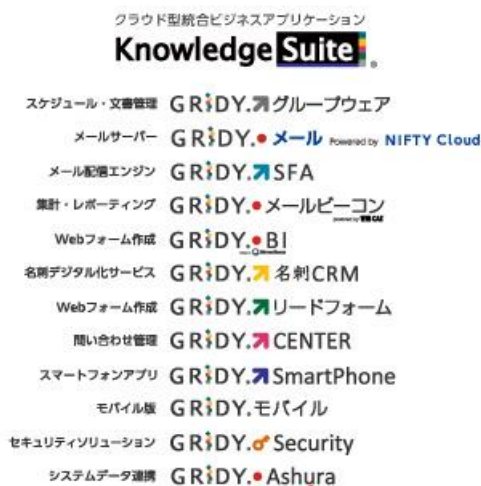 クラウド型統合ビジネスアプリケーション
Knowledge Suite
スケジュール・文書管理 GRiDY. グループウェア
メールサーバー GRiDY. メール Powered by NIFTY Cloud
メール配信エンジン GRiDY. SFA
集計・レポーティング GRiDY. メールビーコン
Webフォーム作成 GRiDY. BI
名刺デジタル化サービス GRiDY. 名刺CRM
Webフォーム作成 GRiDY. リードフォーム
問い合わせ管理 GRiDY. CENTER
スマートフォンアプリ GRiDY. SmartPhone
モバイル版 GRiDY. モバイル
セキュリティソリューション GRiDY. Security
システムデータ連携 GRiDY. Ashura